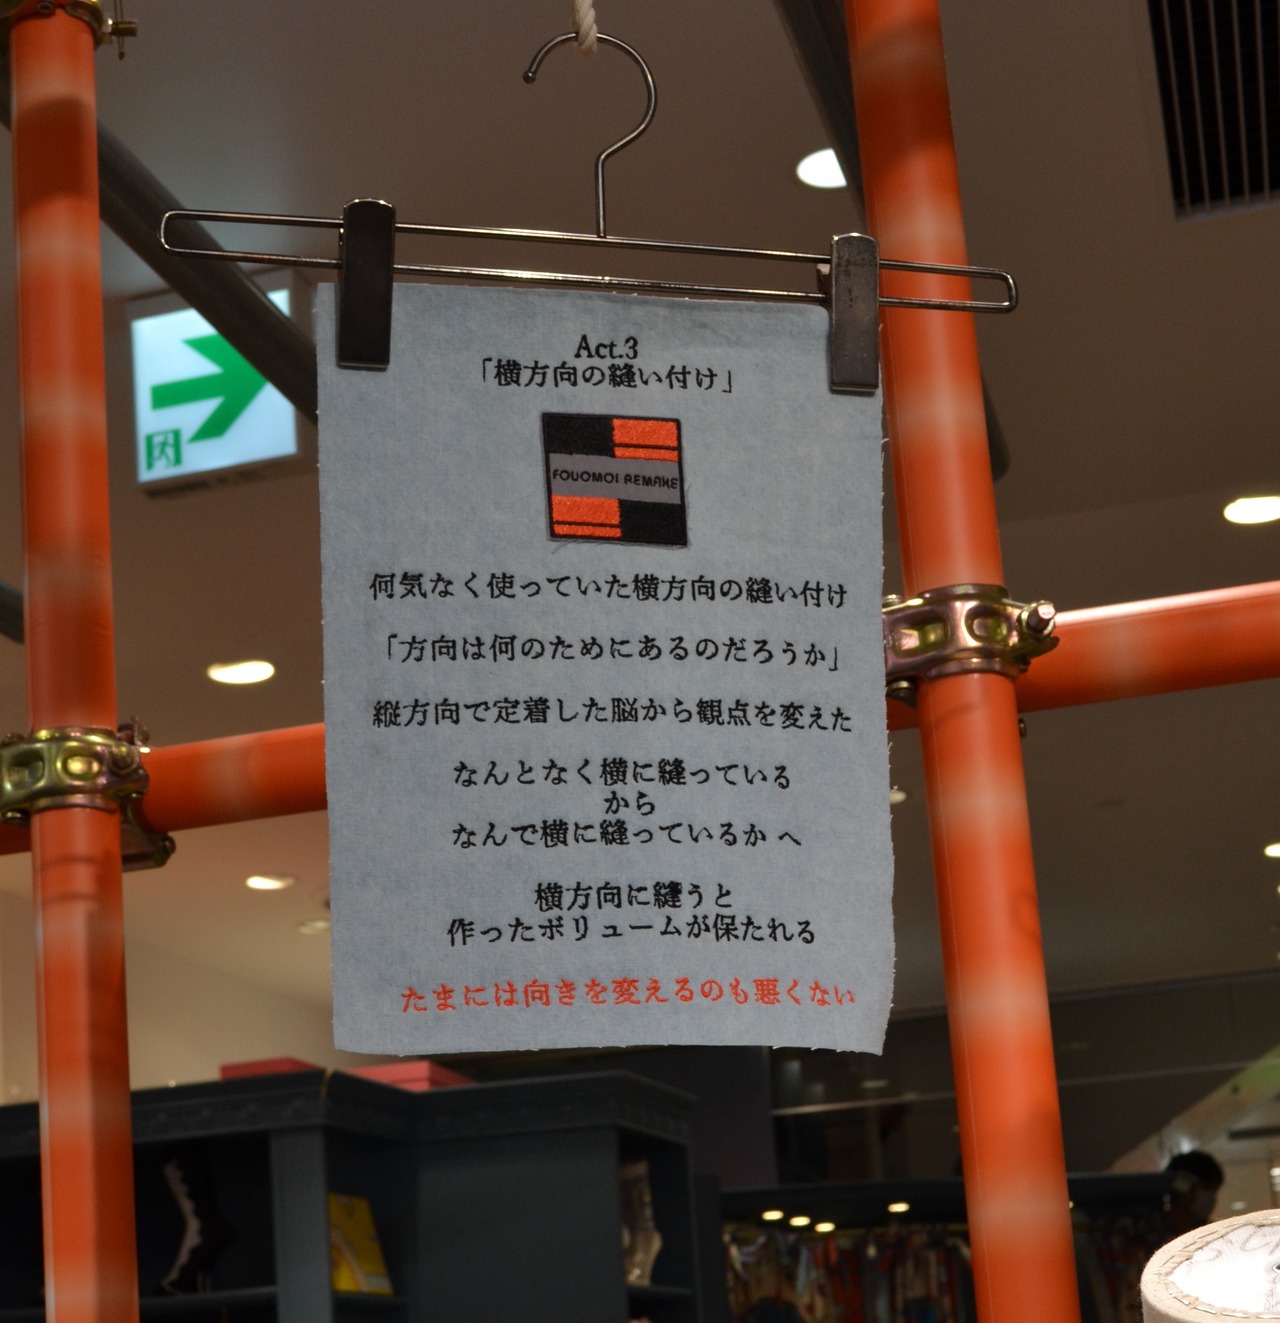 Act.3
「横方向の縫い付け」
FOUOMOI REMAKE
何気なく使っていた横方向の縫い付け
「方向は何のためにあるのだろうか」
縦方向で定着した脳から観点を変えた
なんとなく横に縫っている
から
なんで横に縫っているかへ
横方向に縫うと
作ったボリュームが保たれる
たまには向きを変えるのも悪くない